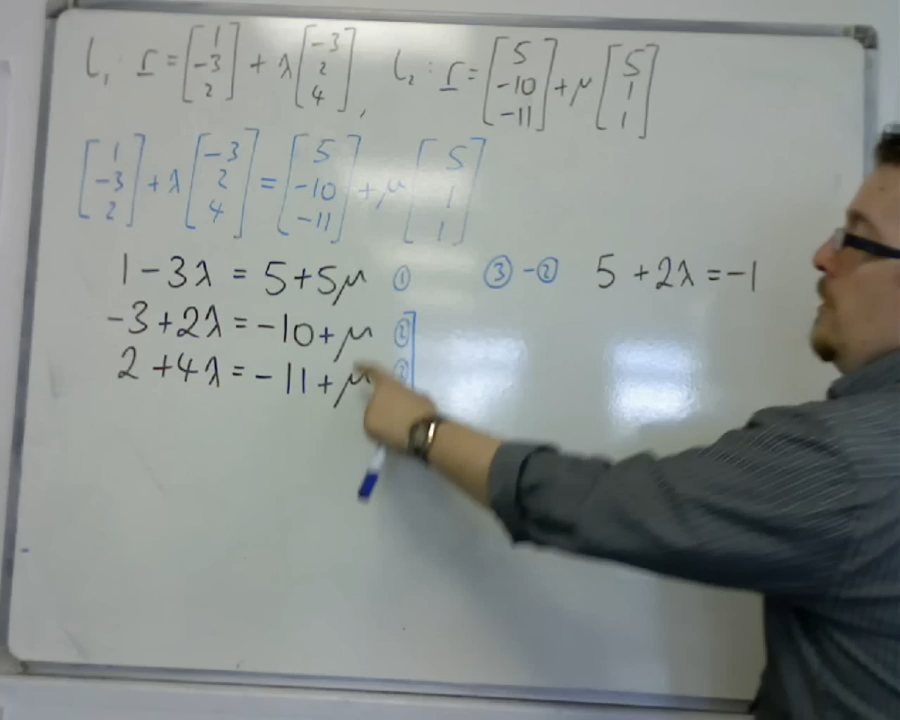 l₁ r = [1 -3 2] + λ [-3 2 4], l₂ : r = [5 -10 -11] + μ [5 1 1]
[1 -3 2] + λ [-3 2 4] = [5 -10 -11] + μ [5 1 1]
1 - 3λ = 5 + 5μ ① ③ - ② 5 + 2λ = -1
-3 + 2λ = -10 + μ ②
2 + 4λ = -11 + μ